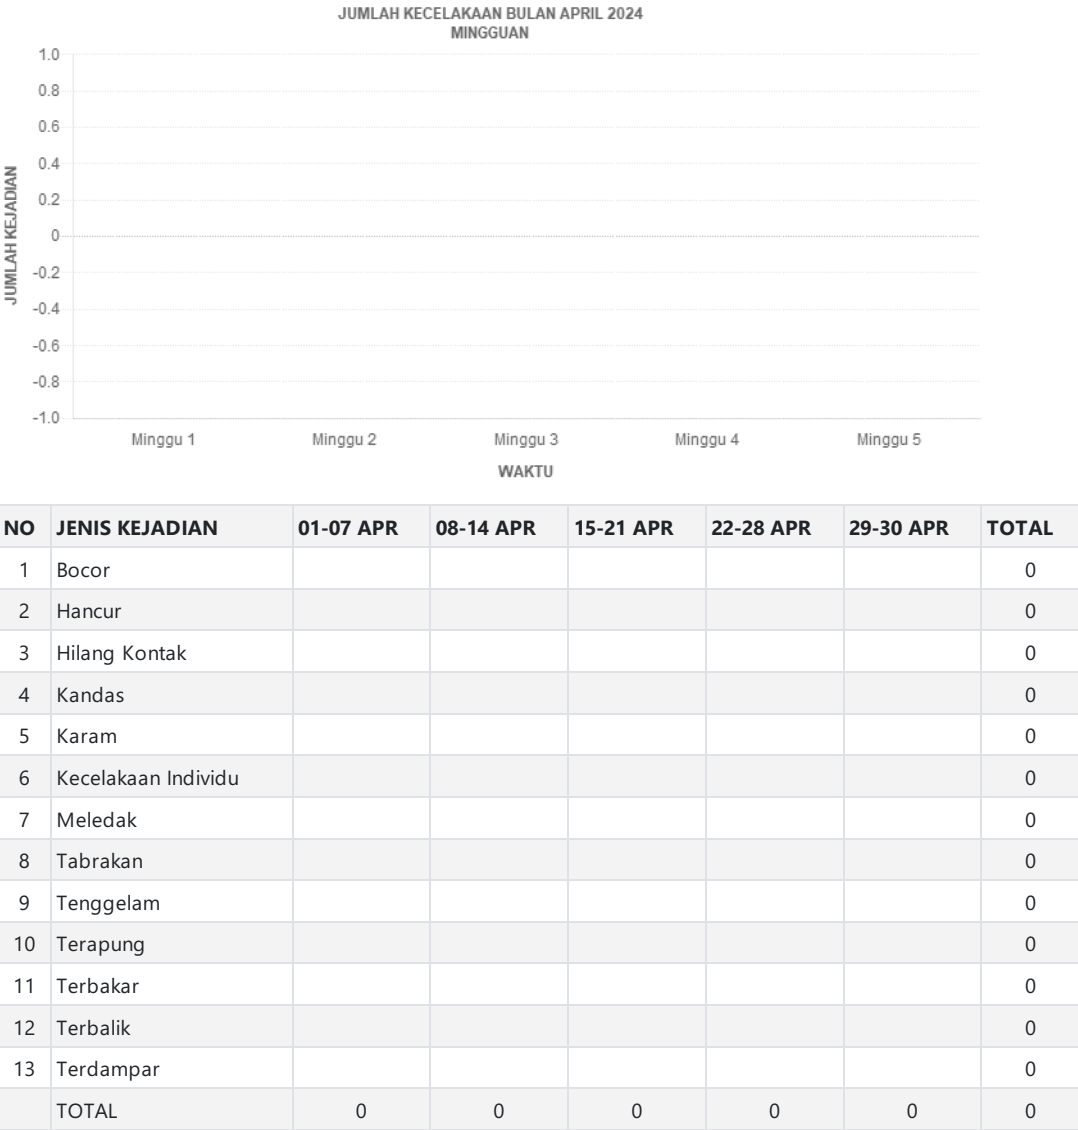 JUMLAH KECELAKAAN BULAN APRIL 2024
MINGGUAN
1.0
0.8
0.6
0.4
0.2
0
-0.2
-0.4
-0.6
-0.8
-1.0
JUMLAH KEJADIAN
Minggu 1 Minggu 2 Minggu 3 Minggu 4 Minggu 5
WAKTU
NO JENIS KEJADIAN 01-07 APR 08-14 APR 15-21 APR 22-28 APR 29-30 APR TOTAL
1 Bocor 0
2 Hancur 0
3 Hilang Kontak 0
4 Kandas 0
5 Karam 0
6 Kecelakaan Individu 0
7 Meledak 0
8 Tabrakan 0
9 Tenggelam 0
10 Terapung 0
11 Terbakar 0
12 Terbalik 0
13 Terdampar 0
TOTAL 0 0 0 0 0 0